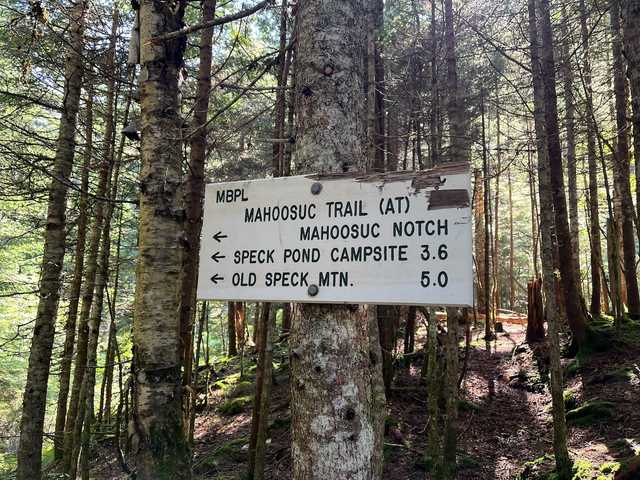 MBPL
MAHOOSUC TRAIL (AT)
← MAHOOSUC NOTCH
← SPECK POND CAMPSITE 3.6
← OLD SPECK MTN. 5.0